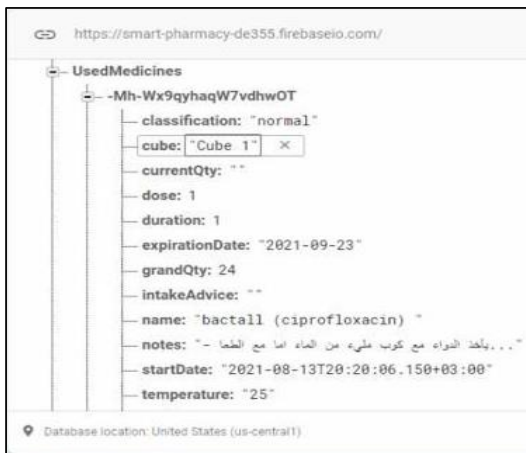 https://smart-pharmacy-de355.firebaseio.com/
UsedMedicines
-Mh-Wx9qyhaqW7vdhwOT
classification: "normal"
cube: "Cube 1" ×
currentQty: ""
dose: 1
duration: 1
expirationDate: "2021-09-23"
grandQty: 24
intakeAdvice: ""
name: "bactall (ciprofloxacin) "
notes: "- يأخذ الدواء مع كوب مليء من الماء اما مع الطعا..."
startDate: "2021-08-13T20:20:06.150+03:00"
temperature: "25"
Database location: United States (us-central1)